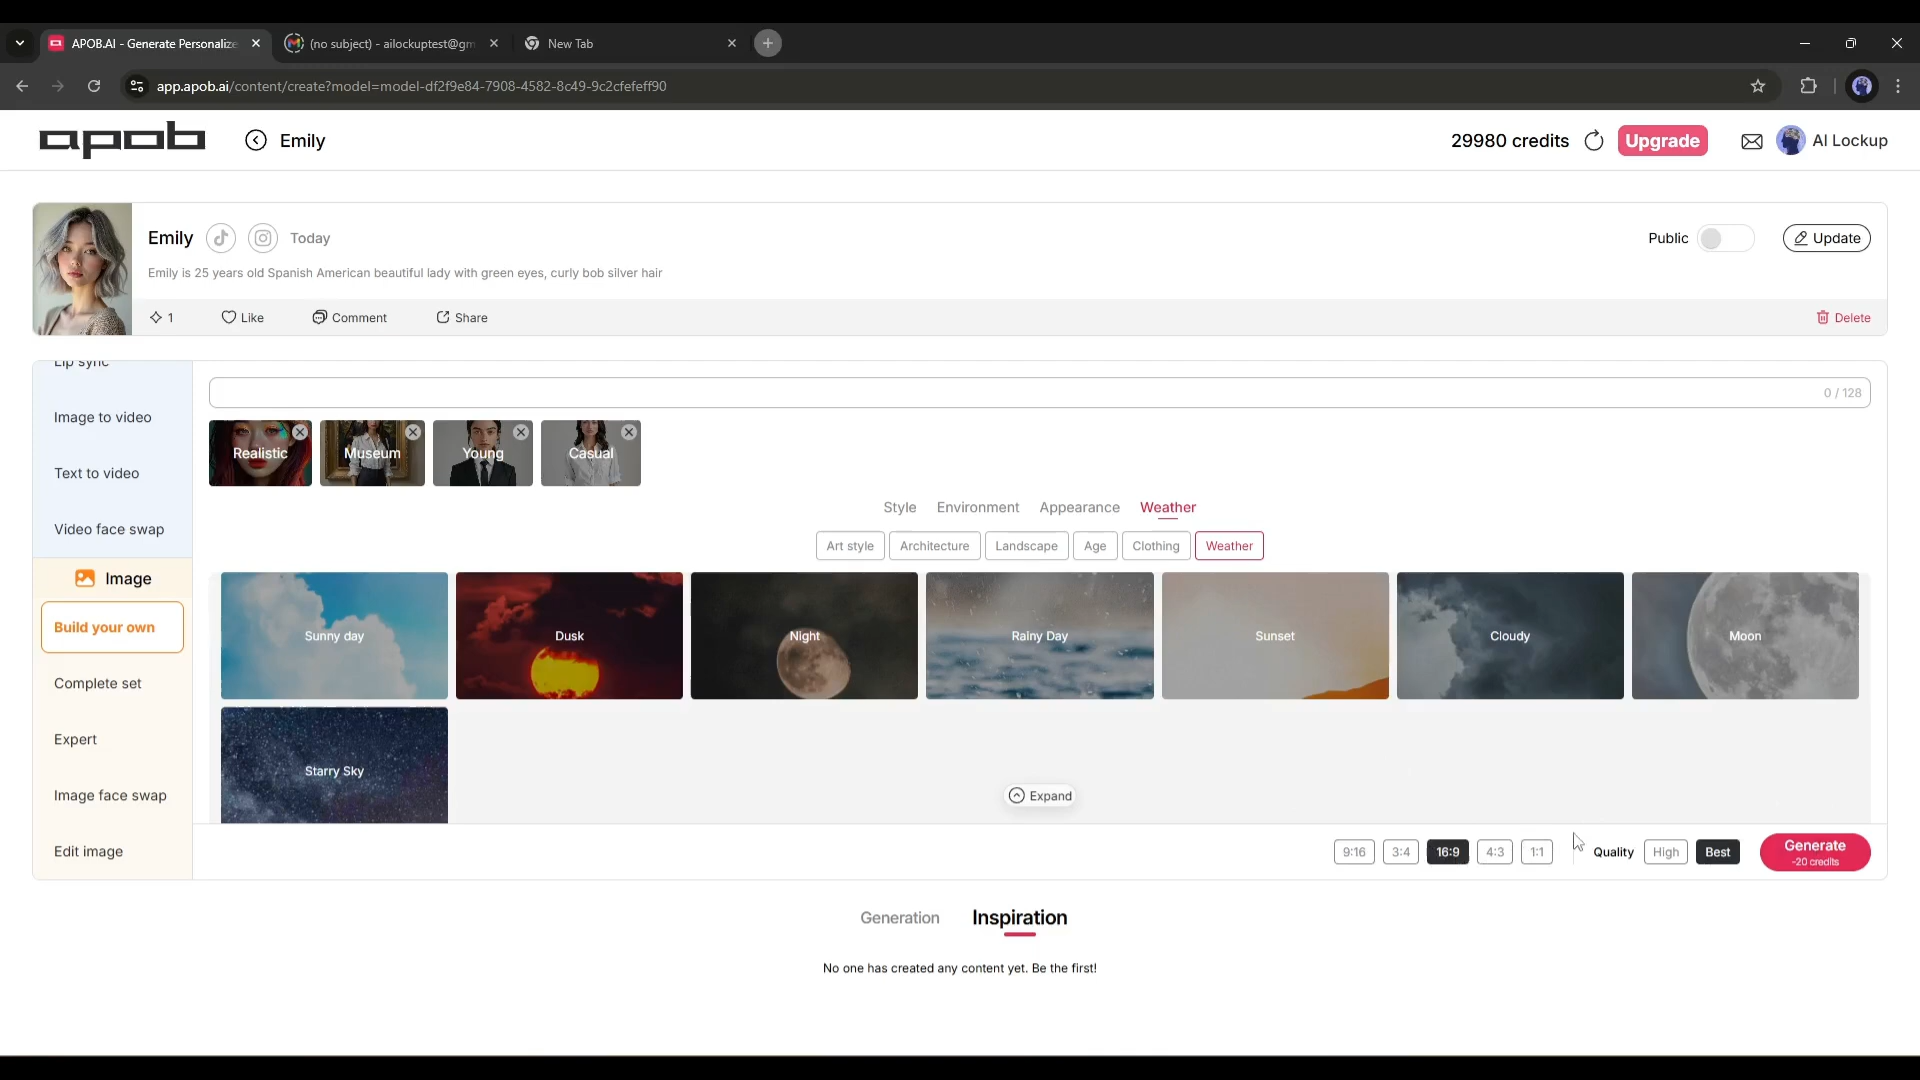 APOB.AI - Generate Personalize
(no subject) - ailockuptest@gm
New Tab
app.apob.ai/content/create?model=model-df2f9e84-7908-4582-8c49-9c2cfefeff90
apob
Emily
29980 credits
Upgrade
AI Lockup
Emily
Today
Public
Update
Emily is 25 years old Spanish American beautiful lady with green eyes, curly bob silver hair
1
Like
Comment
Share
Delete
Lip sync
Image to video
Text to video
Video face swap
Image
Build your own
Complete set
Expert
Image face swap
Edit image
0 / 128
Realistic
Museum
Young
Casual
Style Environment Appearance Weather
Art style Architecture Landscape Age Clothing Weather
Sunny day
Dusk
Night
Rainy Day
Sunset
Cloudy
Moon
Starry Sky
Expand
9:16 3:4 16:9 4:3 1:1
Quality High Best
Generate
-20 credits
Generation Inspiration
No one has created any content yet. Be the first!